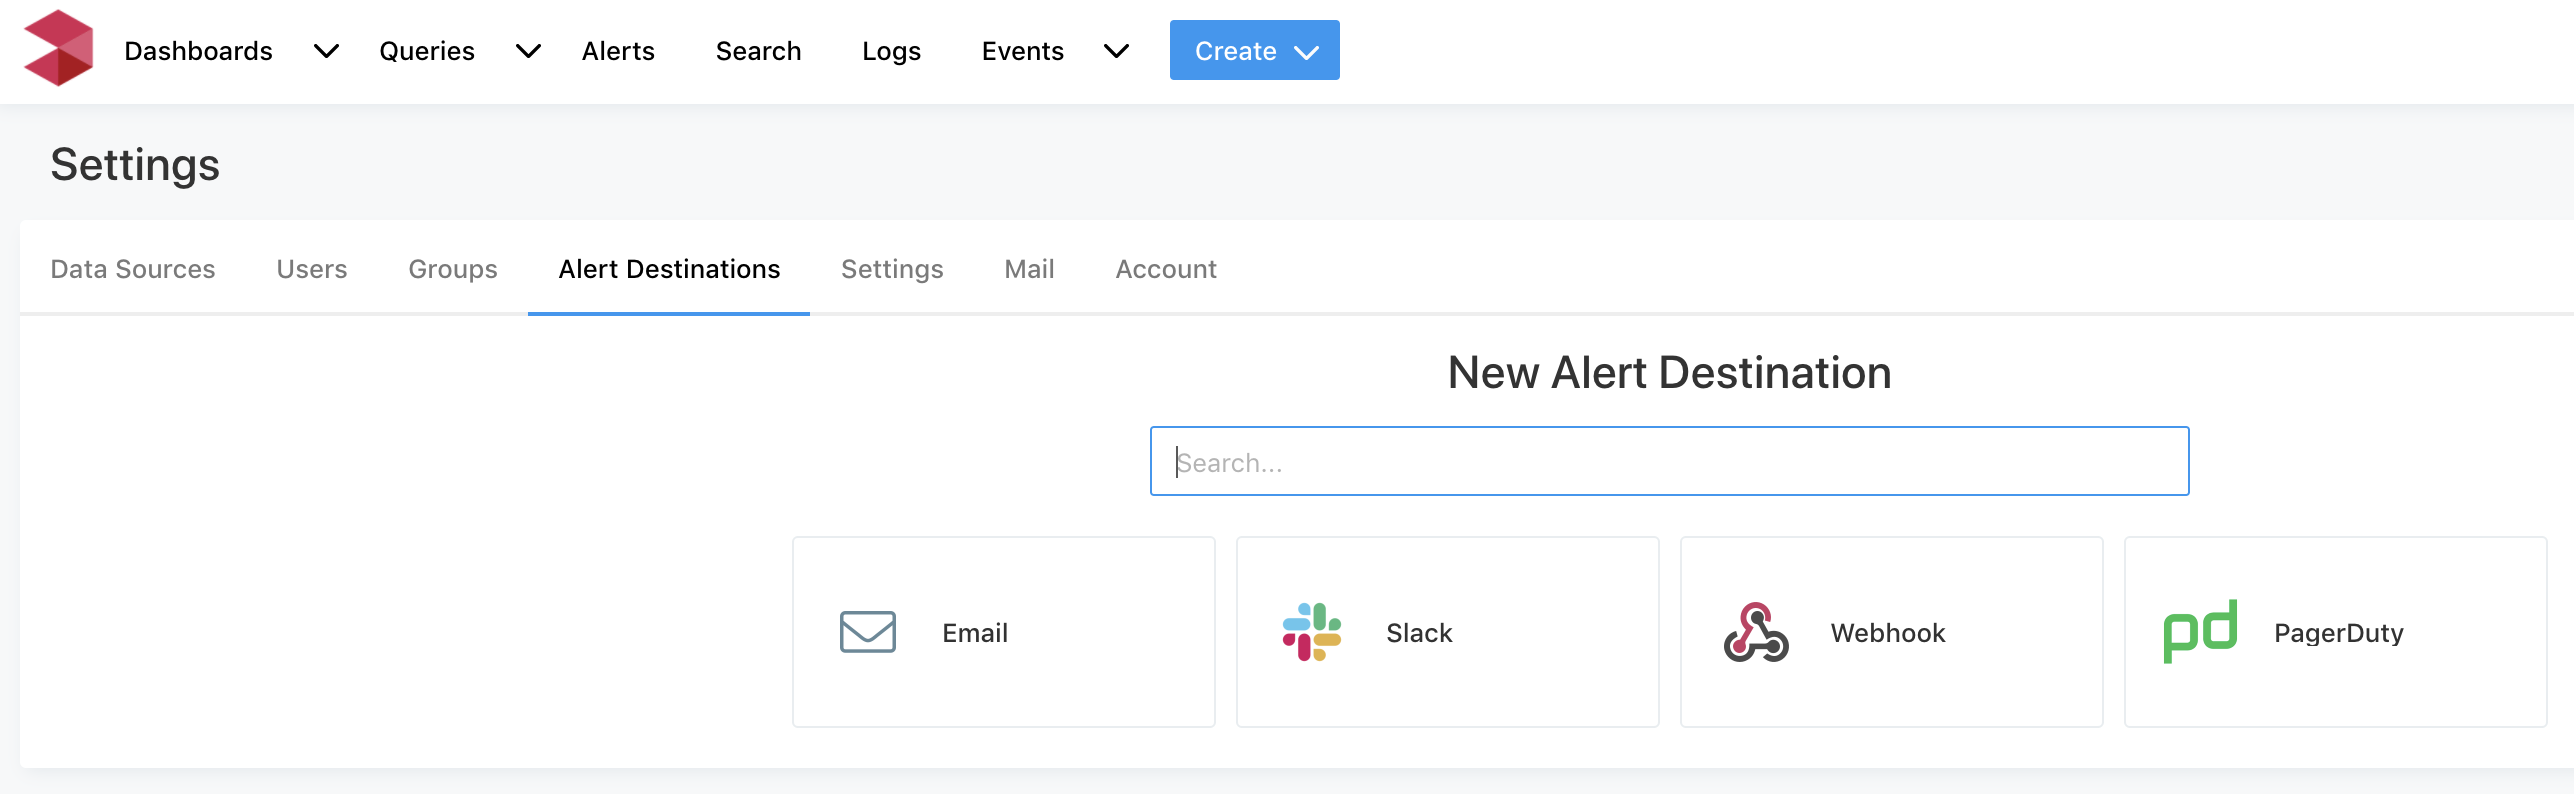 Dashboards Queries Alerts Search Logs Events Create
Settings
Data Sources Users Groups Alert Destinations Settings Mail Account
New Alert Destination
Search...
Email Slack Webhook pd PagerDuty